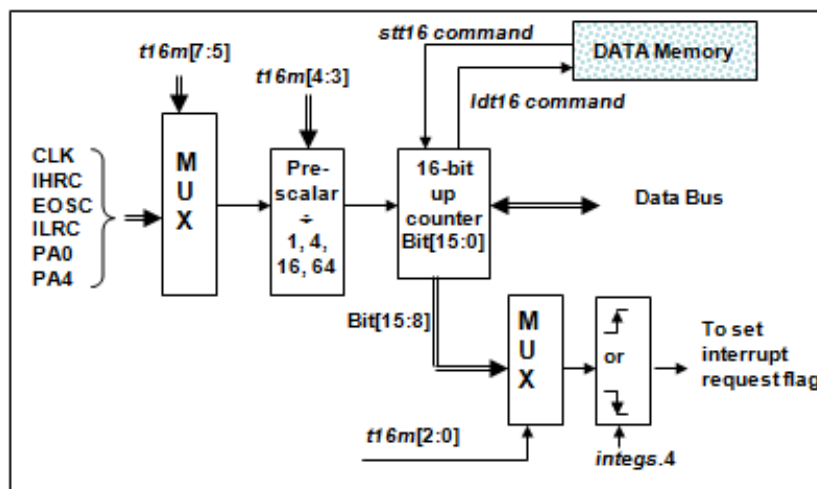 stt16 command
DATA Memory
t16m[7:5]
t16m[4:3]
ldt16 command
CLK
IHRC
EOSC
ILRC
PA0
PA4
M
U
X
Pre-
scalar
÷
1, 4,
16, 64
16-bit
up
counter
Bit[15:0]
Data Bus
Bit[15:8]
M
U
X
or
To set
interrupt
request flag
t16m[2:0]
integs.4